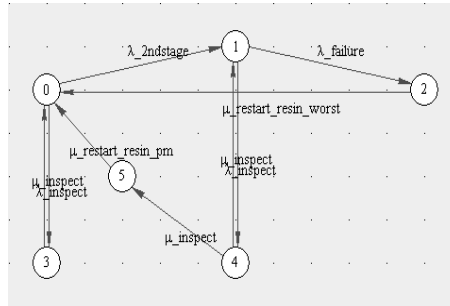 1
λ_2ndstage
λ_failure
0
2
μ_restart_resin_worst
μ_restart_resin_pm
μ_inspect
λ_inspect
5
μ_inspect
λ_inspect
μ_inspect
3
4